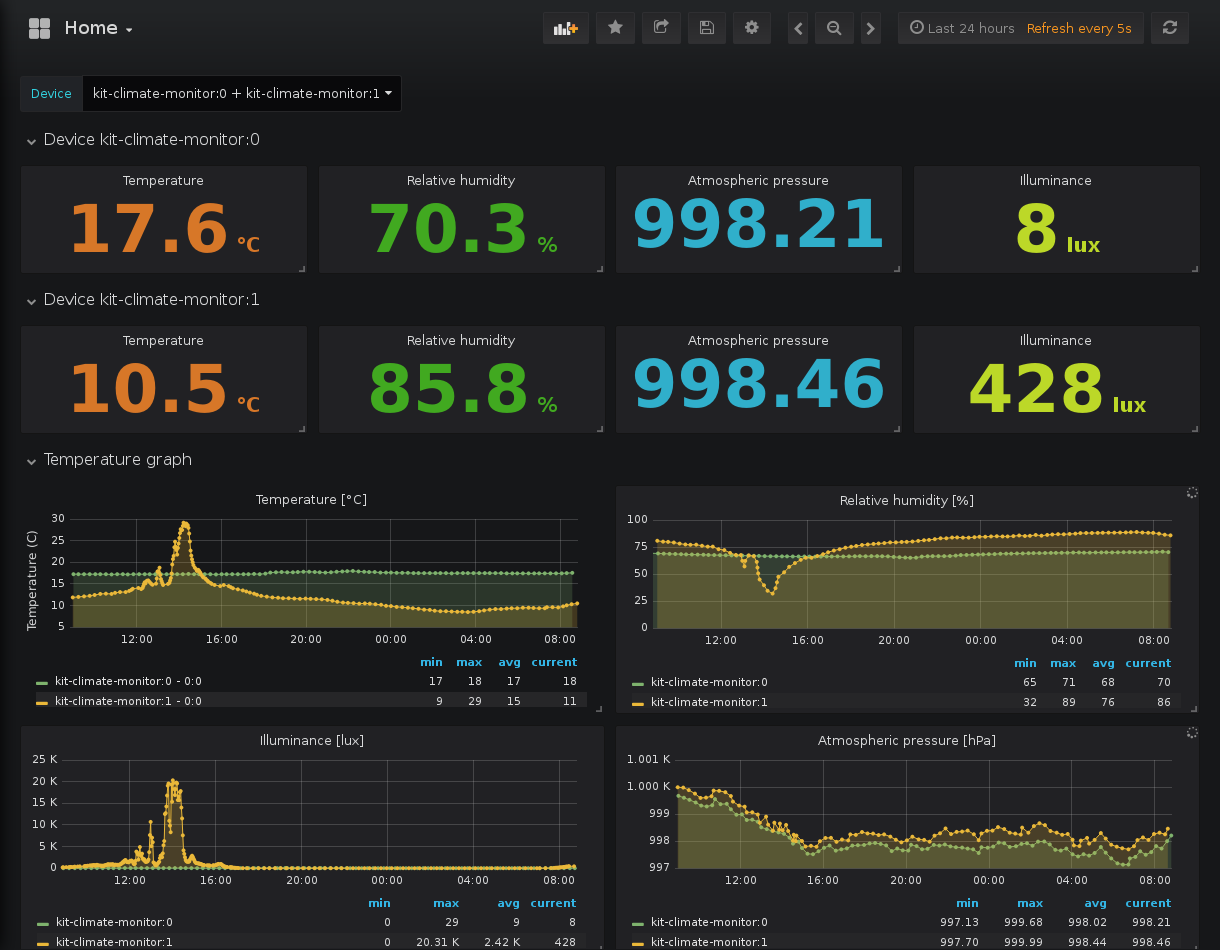 Home
Last 24 hours Refresh every 5s
Device kit-climate-monitor:0 + kit-climate-monitor:1
Device kit-climate-monitor:0
Temperature Relative humidity Atmospheric pressure Illuminance
17.6 °C 70.3 % 998.21 8 lux
Device kit-climate-monitor:1
Temperature Relative humidity Atmospheric pressure Illuminance
10.5 °C 85.8 % 998.46 428 lux
Temperature graph
Temperature [°C]
Temperature (C)
30
25
20
15
10
5
12:00 16:00 20:00 00:00 04:00 08:00
min max avg current
kit-climate-monitor:0 - 0:0 17 18 17 18
kit-climate-monitor:1 - 0:0 9 29 15 11
Relative humidity [%]
100
75
50
25
0
12:00 16:00 20:00 00:00 04:00 08:00
min max avg current
kit-climate-monitor:0 65 71 68 70
kit-climate-monitor:1 32 89 76 86
Illuminance [lux]
25 K
20 K
15 K
10 K
5 K
0
12:00 16:00 20:00 00:00 04:00 08:00
min max avg current
kit-climate-monitor:0 0 29 9 8
kit-climate-monitor:1 0 20.31 K 2.42 K 428
Atmospheric pressure [hPa]
1.001 K
1.000 K
999
998
997
12:00 16:00 20:00 00:00 04:00 08:00
min max avg current
kit-climate-monitor:0 997.13 999.68 998.02 998.21
kit-climate-monitor:1 997.70 999.99 998.44 998.46